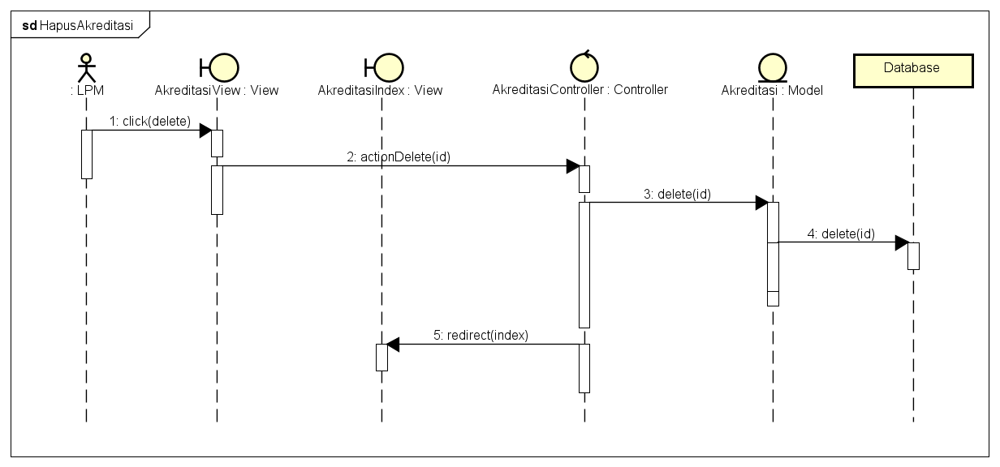 sd HapusAkreditasi
: LPM
AkreditasiView : View
AkreditasiIndex : View
AkreditasiController : Controller
Akreditasi : Model
Database
1: click(delete)
2: actionDelete(id)
3: delete(id)
4: delete(id)
5: redirect(index)